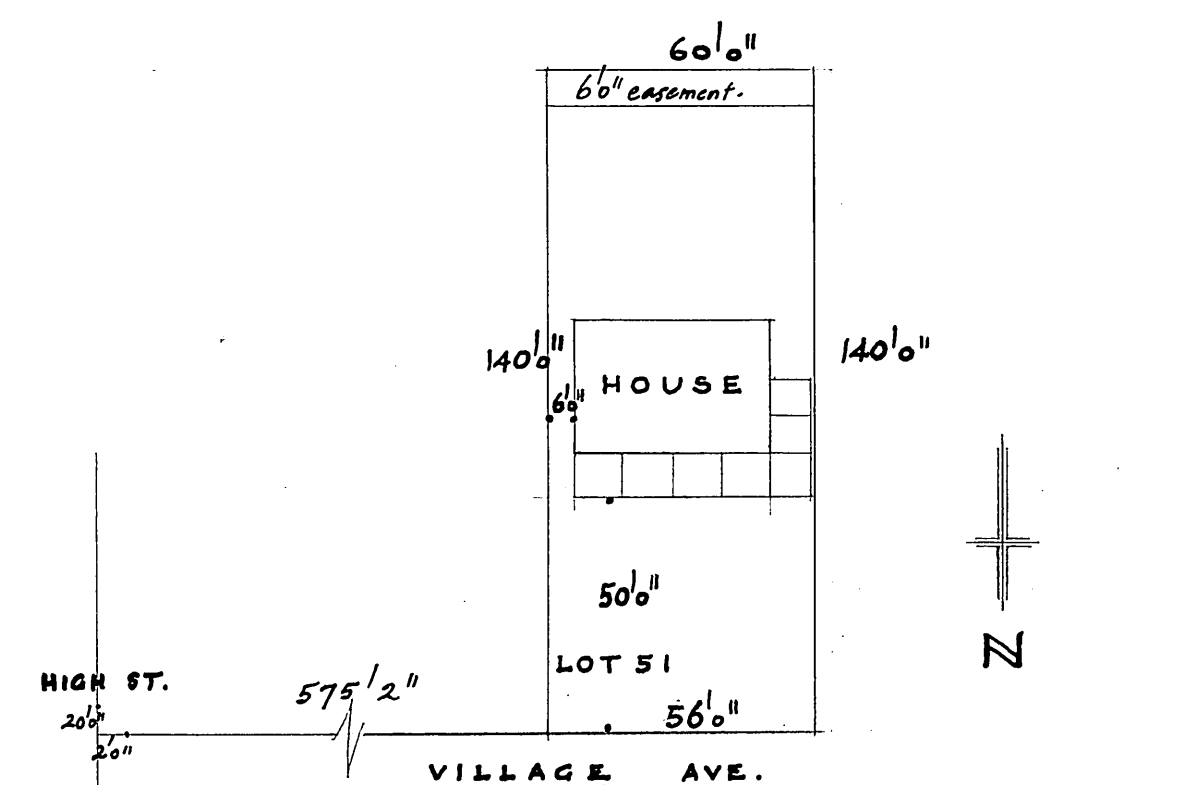 60'0"
6'0" easement.
140'0"
140'0"
HOUSE
6'0"
50'0"
N
LOT 51
HIGH ST.
575'2"
56'0"
20'0"
2'0"
VILLAGE AVE.